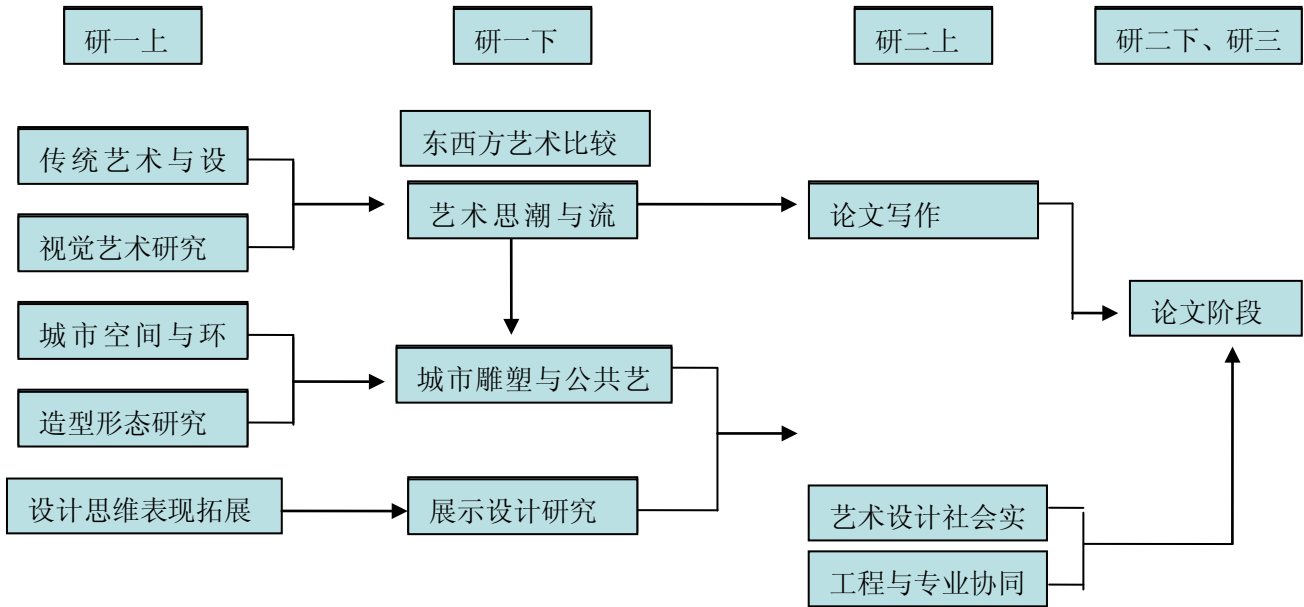 研一上
研一下
研二上
研二下、研三
东西方艺术比较
传统艺术与设
艺术思潮与流
论文写作
视觉艺术研究
论文阶段
城市空间与环
城市雕塑与公共艺
造型形态研究
设计思维表现拓展
展示设计研究
艺术设计社会实
工程与专业协同